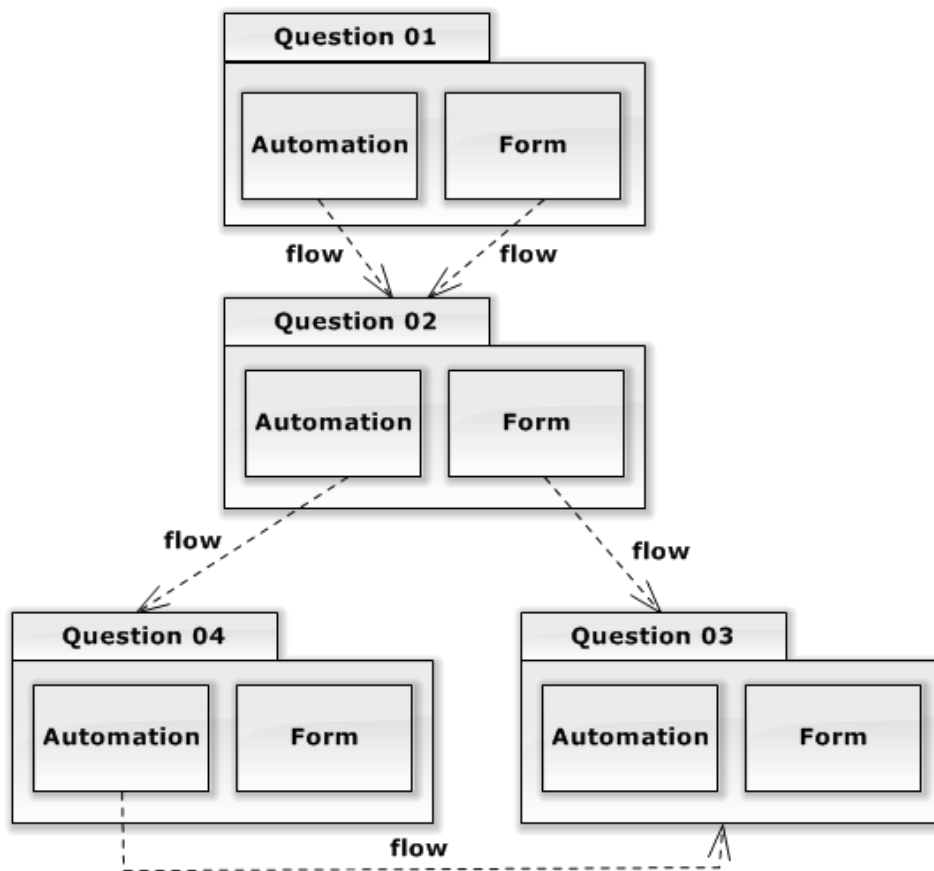 Question 01
Automation
Form
flow
flow
Question 02
Automation
Form
flow
flow
Question 04
Question 03
Automation
Form
Automation
Form
flow